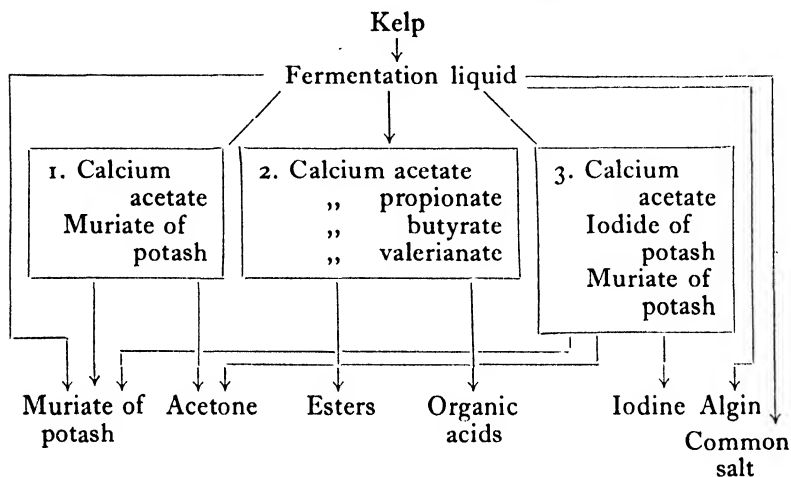 Kelp
Fermentation liquid
1. Calcium
acetate
Muriate of
potash
2. Calcium acetate
,, propionate
,, butyrate
,, valerianate
3. Calcium
acetate
Iodide of
potash
Muriate of
potash
Muriate of
potash
Acetone
Esters
Organic
acids
Iodine
Algin
Common
salt